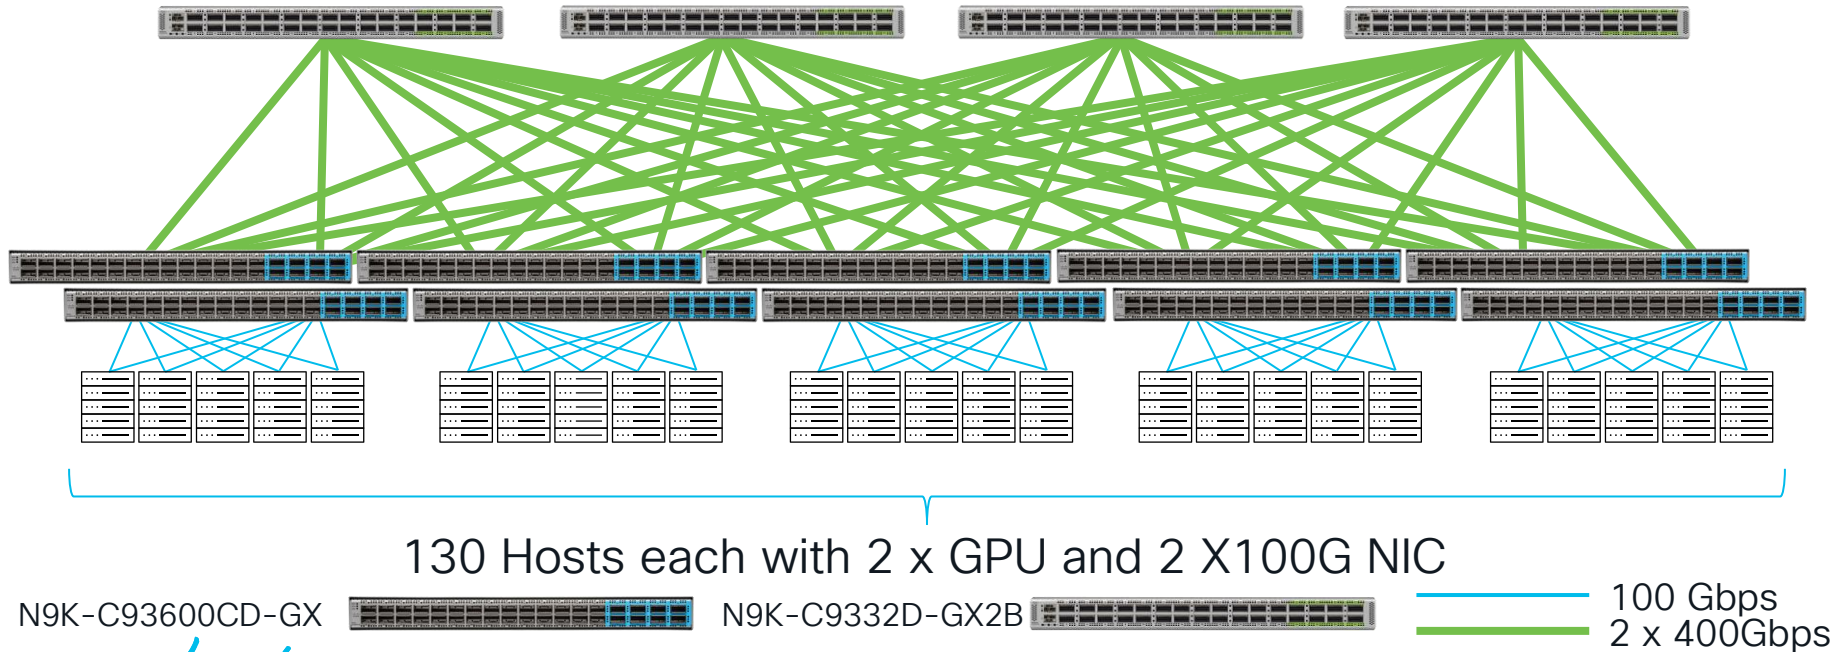 130 Hosts each with 2 x GPU and 2 X100G NIC
N9K-C93600CD-GX
N9K-C9332D-GX2B
100 Gbps
2 x 400Gbps